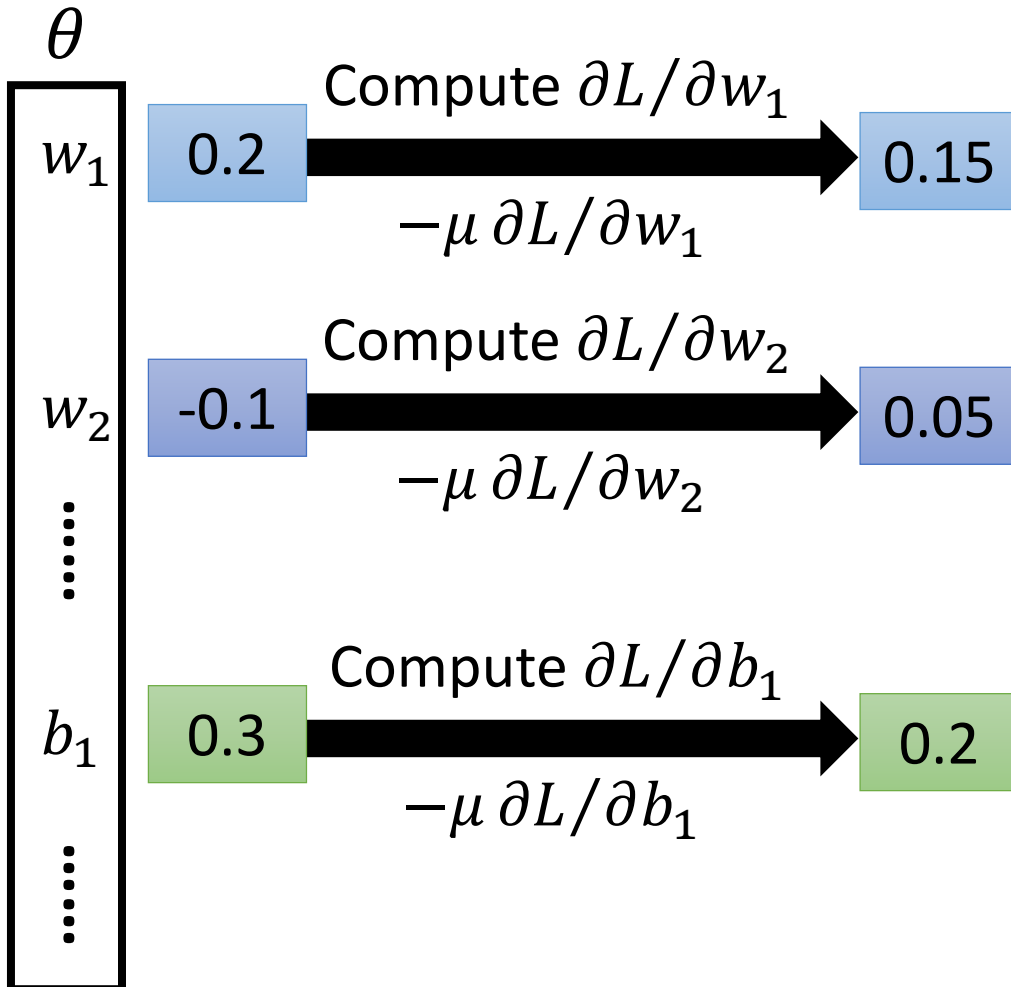 θ
Compute ∂L/∂w₁
w₁ 0.2 0.15
−μ ∂L/∂w₁
Compute ∂L/∂w₂
w₂ -0.1 0.05
−μ ∂L/∂w₂
⋮
Compute ∂L/∂b₁
b₁ 0.3 0.2
−μ ∂L/∂b₁
⋮